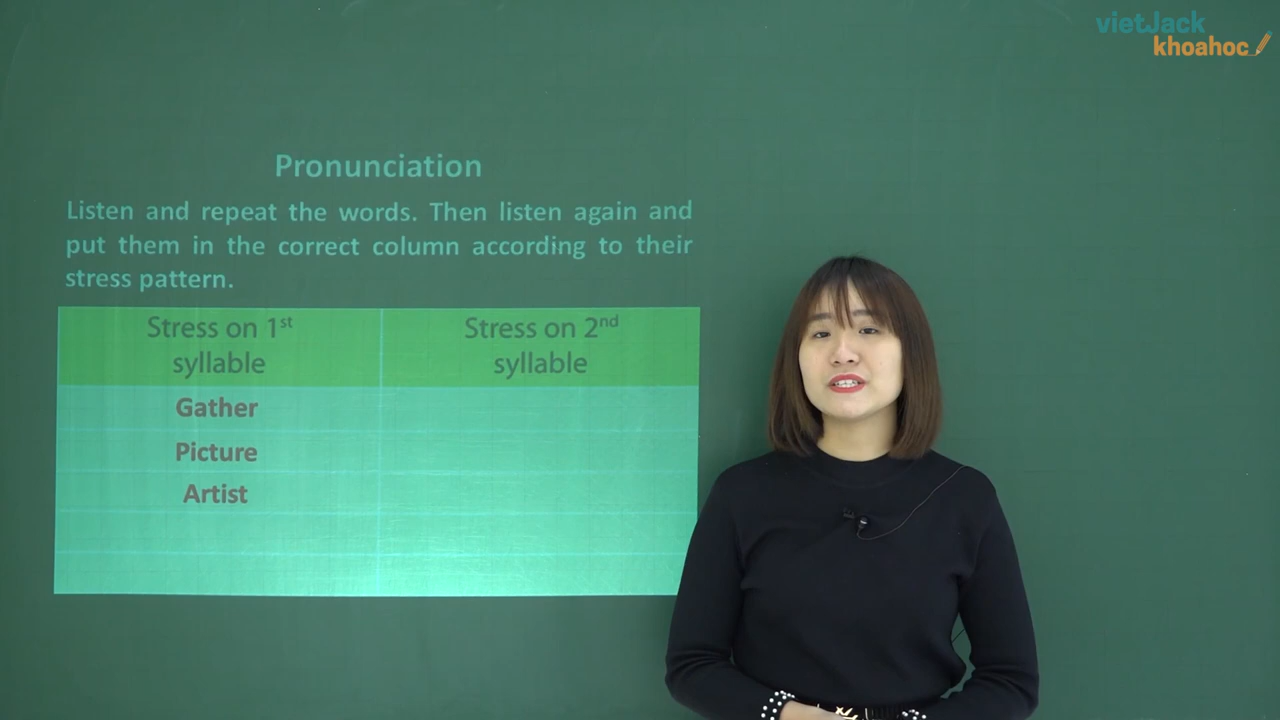 vietJack
khoahoc
Pronunciation
Listen and repeat the words. Then listen again and
put them in the correct column according to their
stress pattern.
Stress on 1st
syllable
Stress on 2nd
syllable
Gather
Picture
Artist